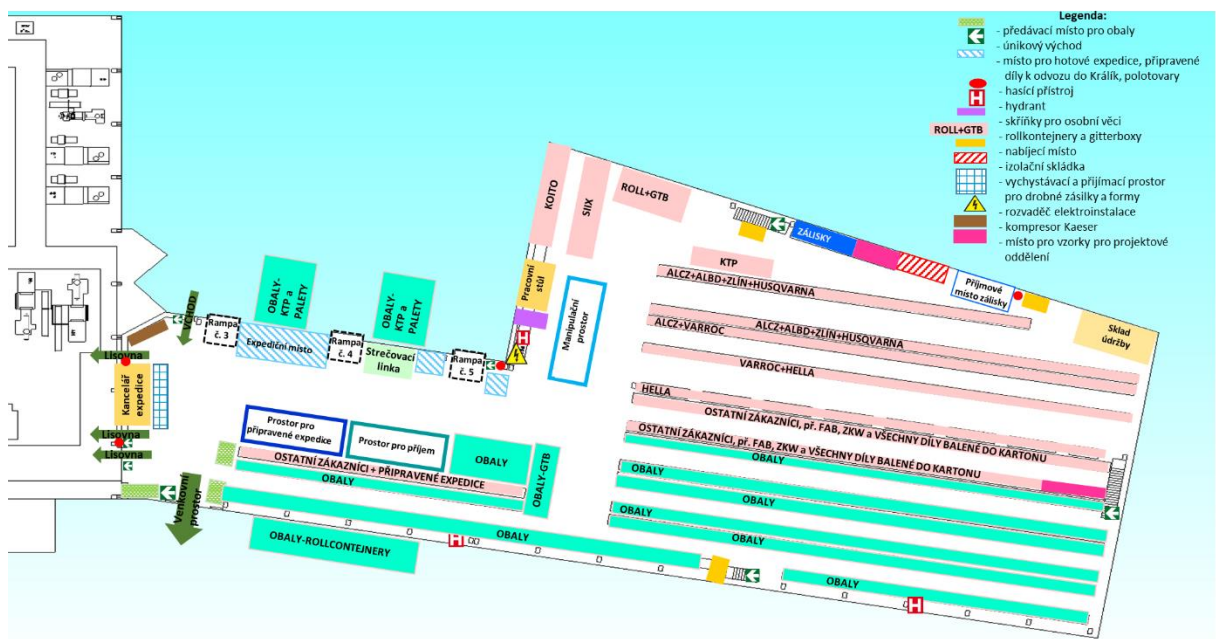 Legenda:
- předávací místo pro obaly
- únikový východ
- místo pro hotové expedice, připravené
díly k odvozu do Králík, polotovary
- hasící přístroj
H
- hydrant
- skříňky pro osobní věci
ROLL+GTB
- rollkontejnery a gitterboxy
- nabíjecí místo
- izolační skládka
- vychystávací a přijímací prostor
pro drobné zásilky a formy
- rozvaděč elektroinstalace
- kompresor Kaeser
- místo pro vzorky pro projektové
oddělení
KOITO
SIIX
ROLL+GTB
ZÁLISKY
KTP
Příjmové
místo zálisky
Sklad
údržby
ALCZ+ALBD+ZLÍN+HUSQVARNA
ALCZ+ALBD+ZLÍN+HUSQVARNA
ALCZ+VARROC
VARROC+HELLA
HELLA
OSTATNÍ ZÁKAZNÍCI, př. FAB, ZKW a VŠECHNY DÍLY BALENÉ DO KARTONU
OSTATNÍ ZÁKAZNÍCI, př. FAB, ZKW a VŠECHNY DÍLY BALENÉ DO KARTONU
OBALY
OBALY
OBALY
OBALY
OBALY
OBALY
Pracovní
stůl
H
Manipulační
prostor
OBALY-
KTP a
PALETY
OBALY-
KTP a
PALETY
VCHOD
Rampa
č. 3
Expediční místo
Rampa
č. 4
Strečovací
linka
Rampa
č. 5
Lisovna
Kancelář
expedice
Lisovna
Lisovna
Prostor pro
připravené expedice
Prostor pro příjem
OBALY
OBALY-GTB
OSTATNÍ ZÁKAZNÍCI + PŘIPRAVENÉ EXPEDICE
OBALY
Venkovní
prostor
OBALY
H
OBALY-ROLLCONTEJNERY
H